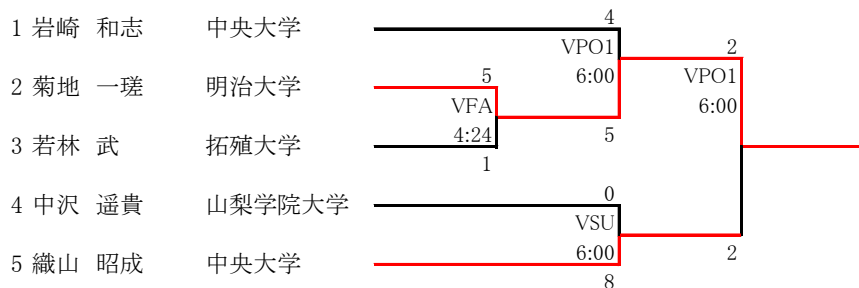 1 岩崎 和志 中央大学
4
VPO1
6:00
2 菊地 一瑳 明治大学
5
VFA
4:24
1
5
2
VPO1
6:00
3 若林 武 拓殖大学
4 中沢 遥貴 山梨学院大学
0
VSU
6:00
8
2
5 織山 昭成 中央大学